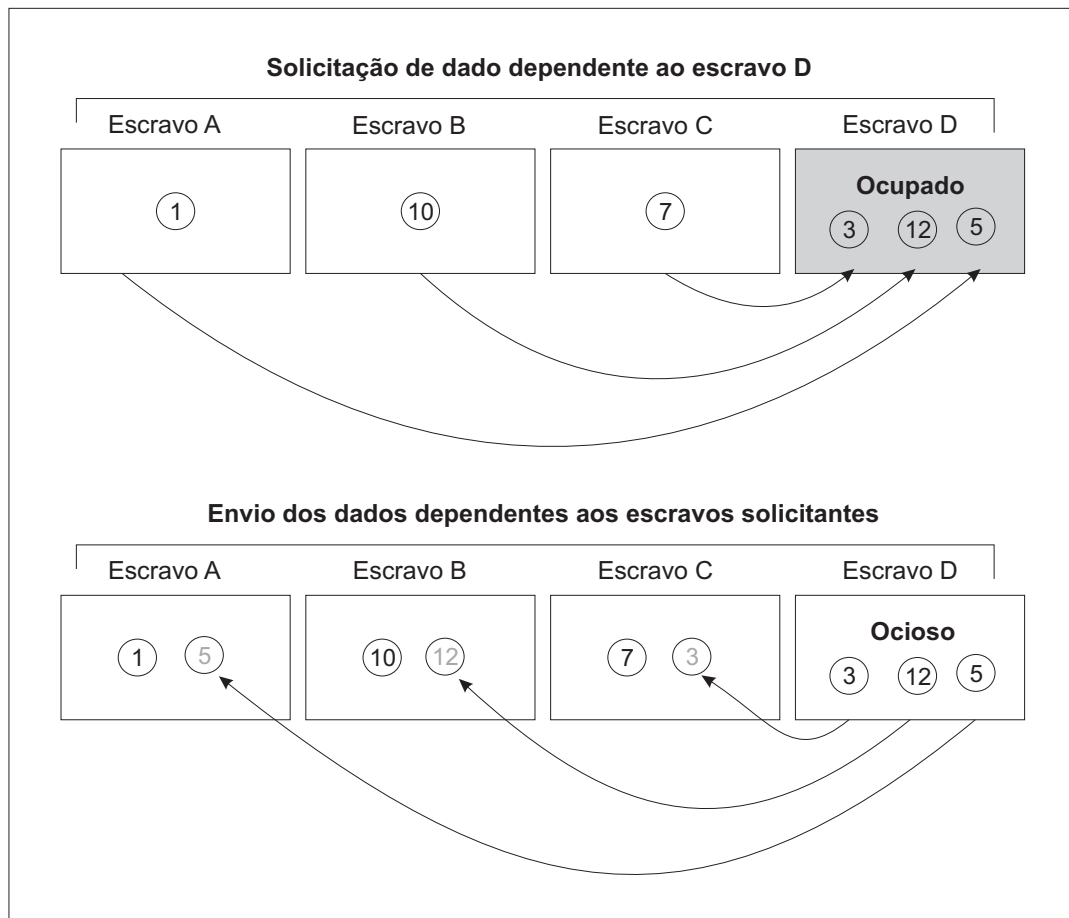 Solicitação de dado dependente ao escravo D
Escravo A Escravo B Escravo C Escravo D
Ocupado
1 10 7 3 12 5
Envio dos dados dependentes aos escravos solicitantes
Escravo A Escravo B Escravo C Escravo D
Ocioso
1 5 10 12 7 3 3 12 5